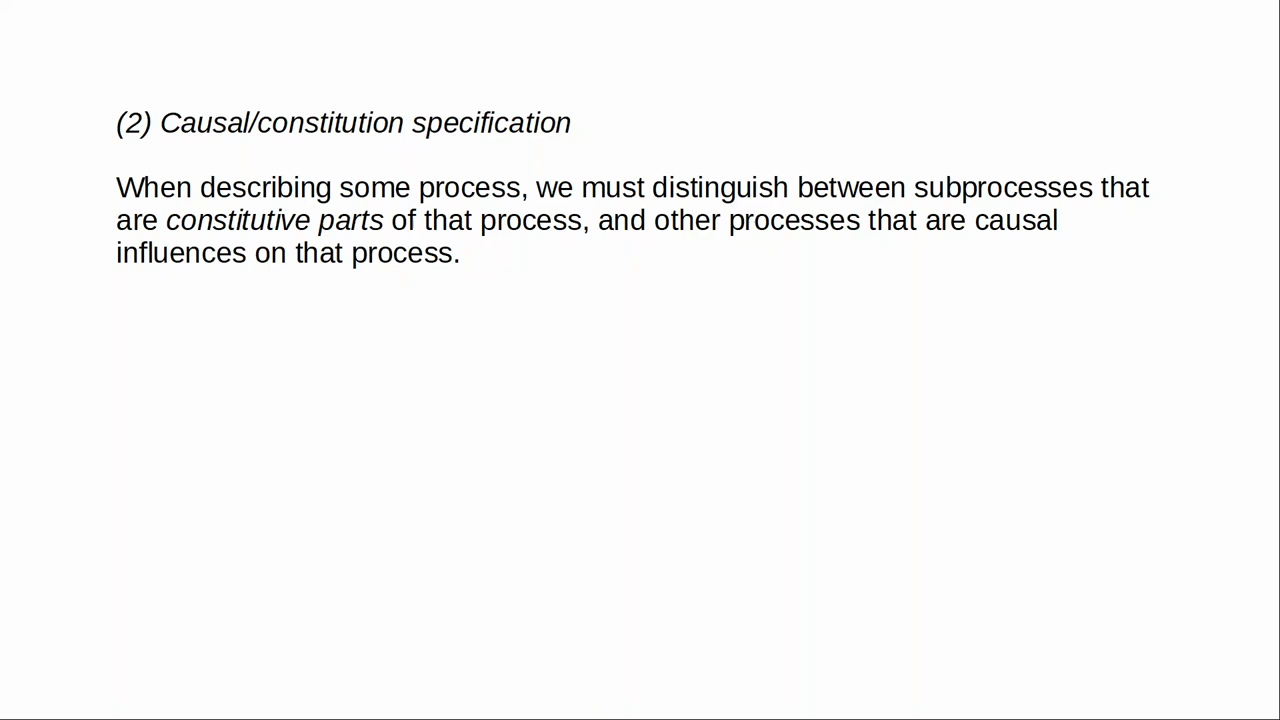 (2) Causal/constitution specification
When describing some process, we must distinguish between subprocesses that
are constitutive parts of that process, and other processes that are causal
influences on that process.